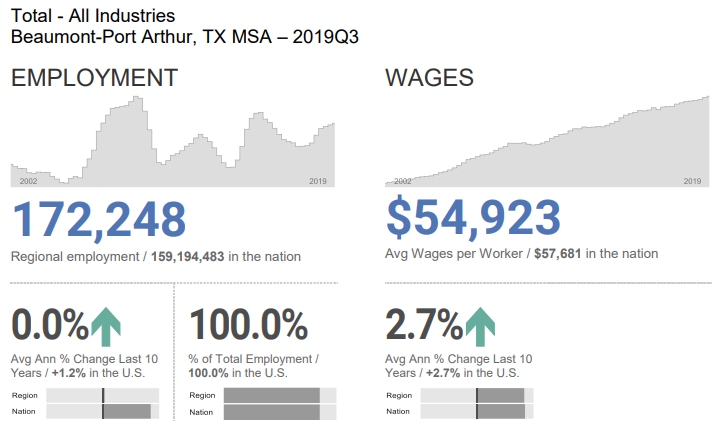 Total - All Industries
Beaumont-Port Arthur, TX MSA – 2019Q3
EMPLOYMENT
2002
2019
172,248
Regional employment / 159,194,483 in the nation
0.0%
Avg Ann % Change Last 10
Years / +1.2% in the U.S.
Region
Nation
100.0%
% of Total Employment /
100.0% in the U.S.
Region
Nation
WAGES
2002
2019
$54,923
Avg Wages per Worker / $57,681 in the nation
2.7%
Avg Ann % Change Last 10
Years / +2.7% in the U.S.
Region
Nation